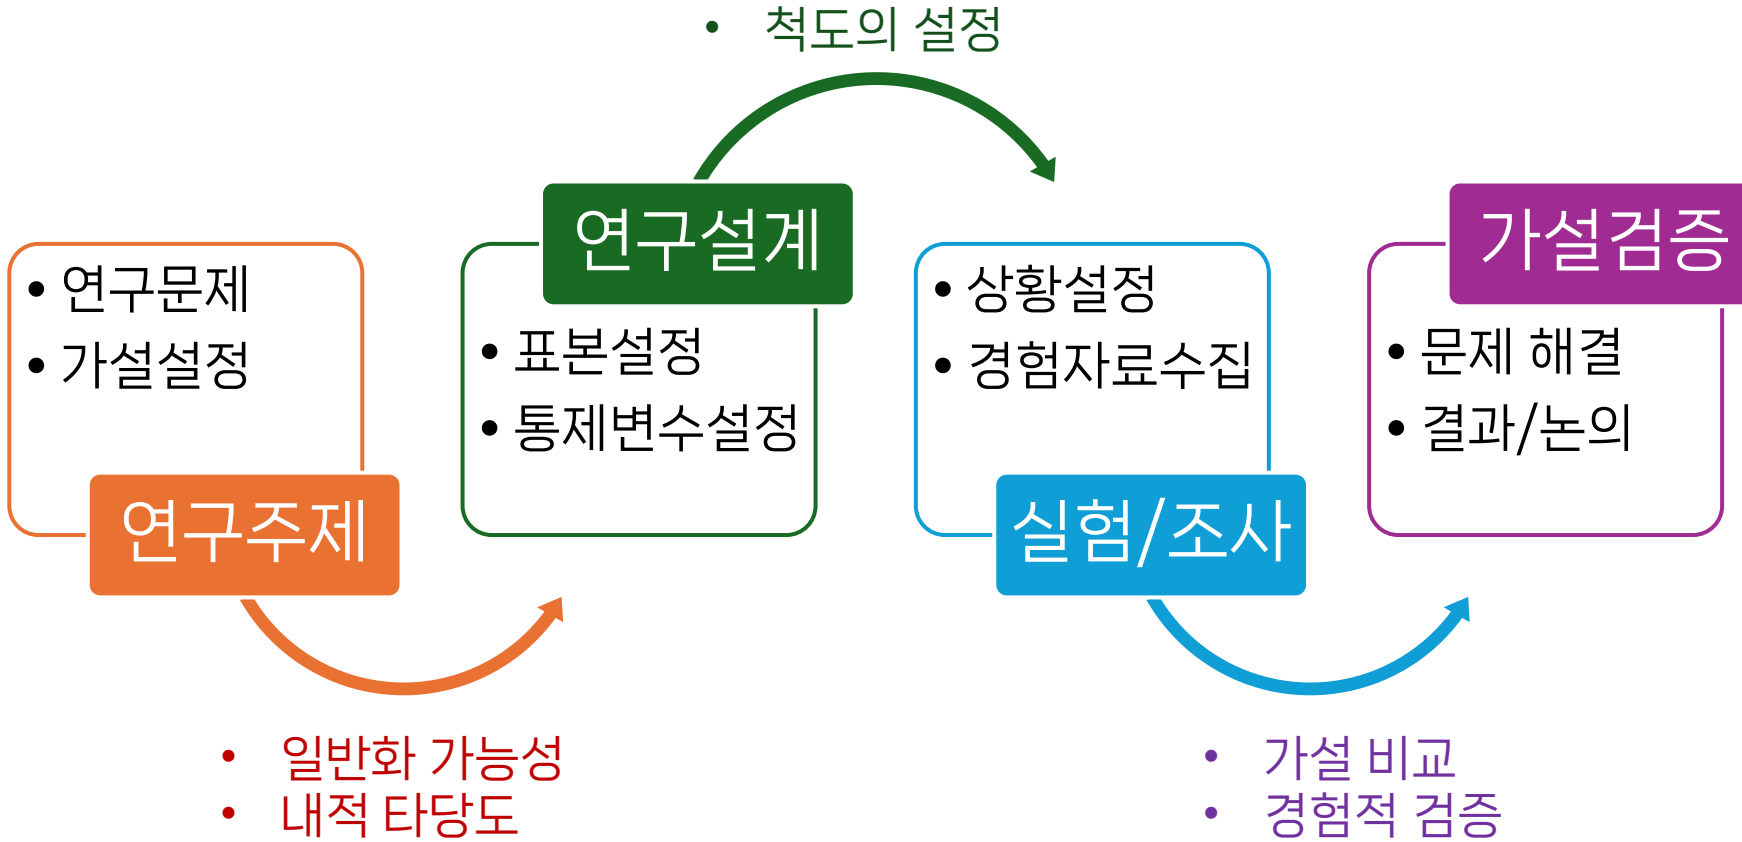 • 척도의 설정
• 연구문제
• 가설설정
연구주제
연구설계
• 표본설정
• 통제변수설정
• 상황설정
• 경험자료수집
실험/조사
가설검증
• 문제 해결
• 결과/논의
• 일반화 가능성
• 내적 타당도
• 가설 비교
• 경험적 검증